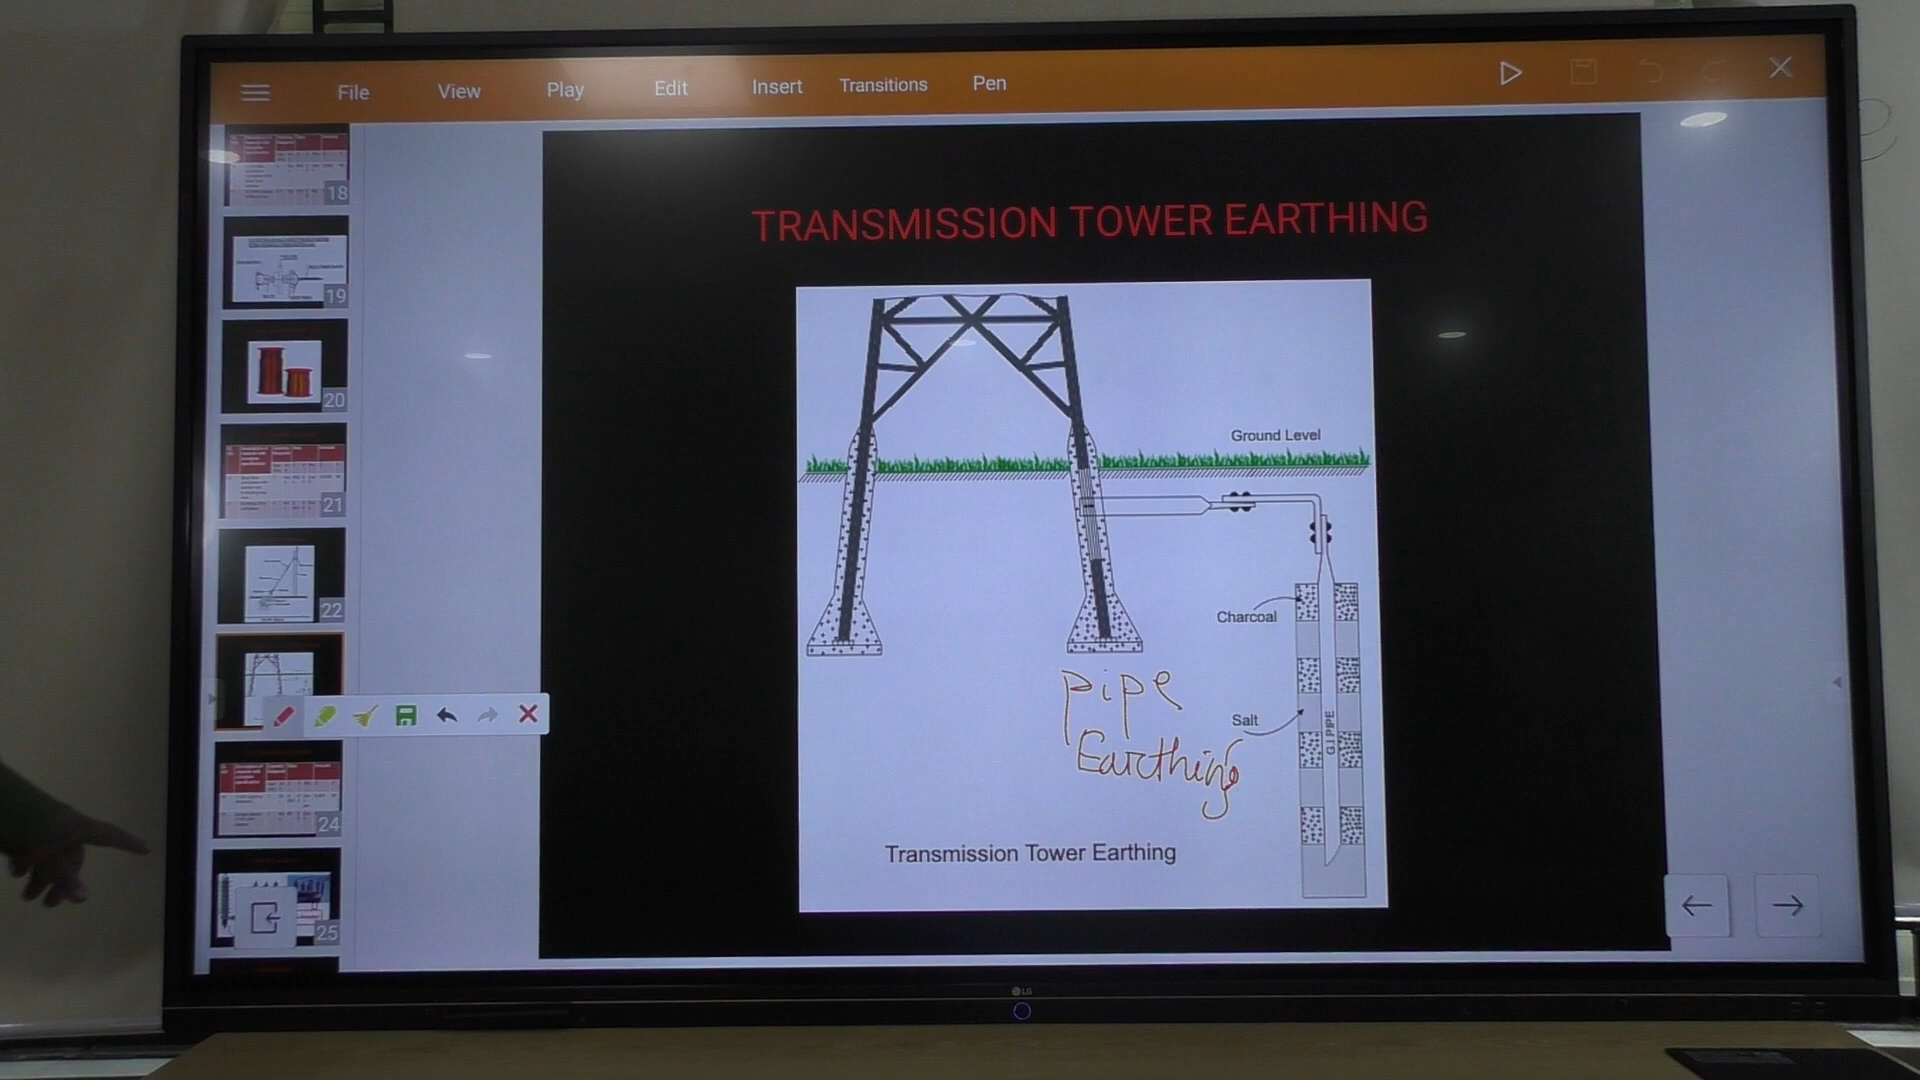 File View Play Edit Insert Transitions Pen
18
19
20
21
22
24
25
TRANSMISSION TOWER EARTHING
Ground Level
Charcoal
Salt
G.I PIPE
pipe
Earthing
Transmission Tower Earthing
LG